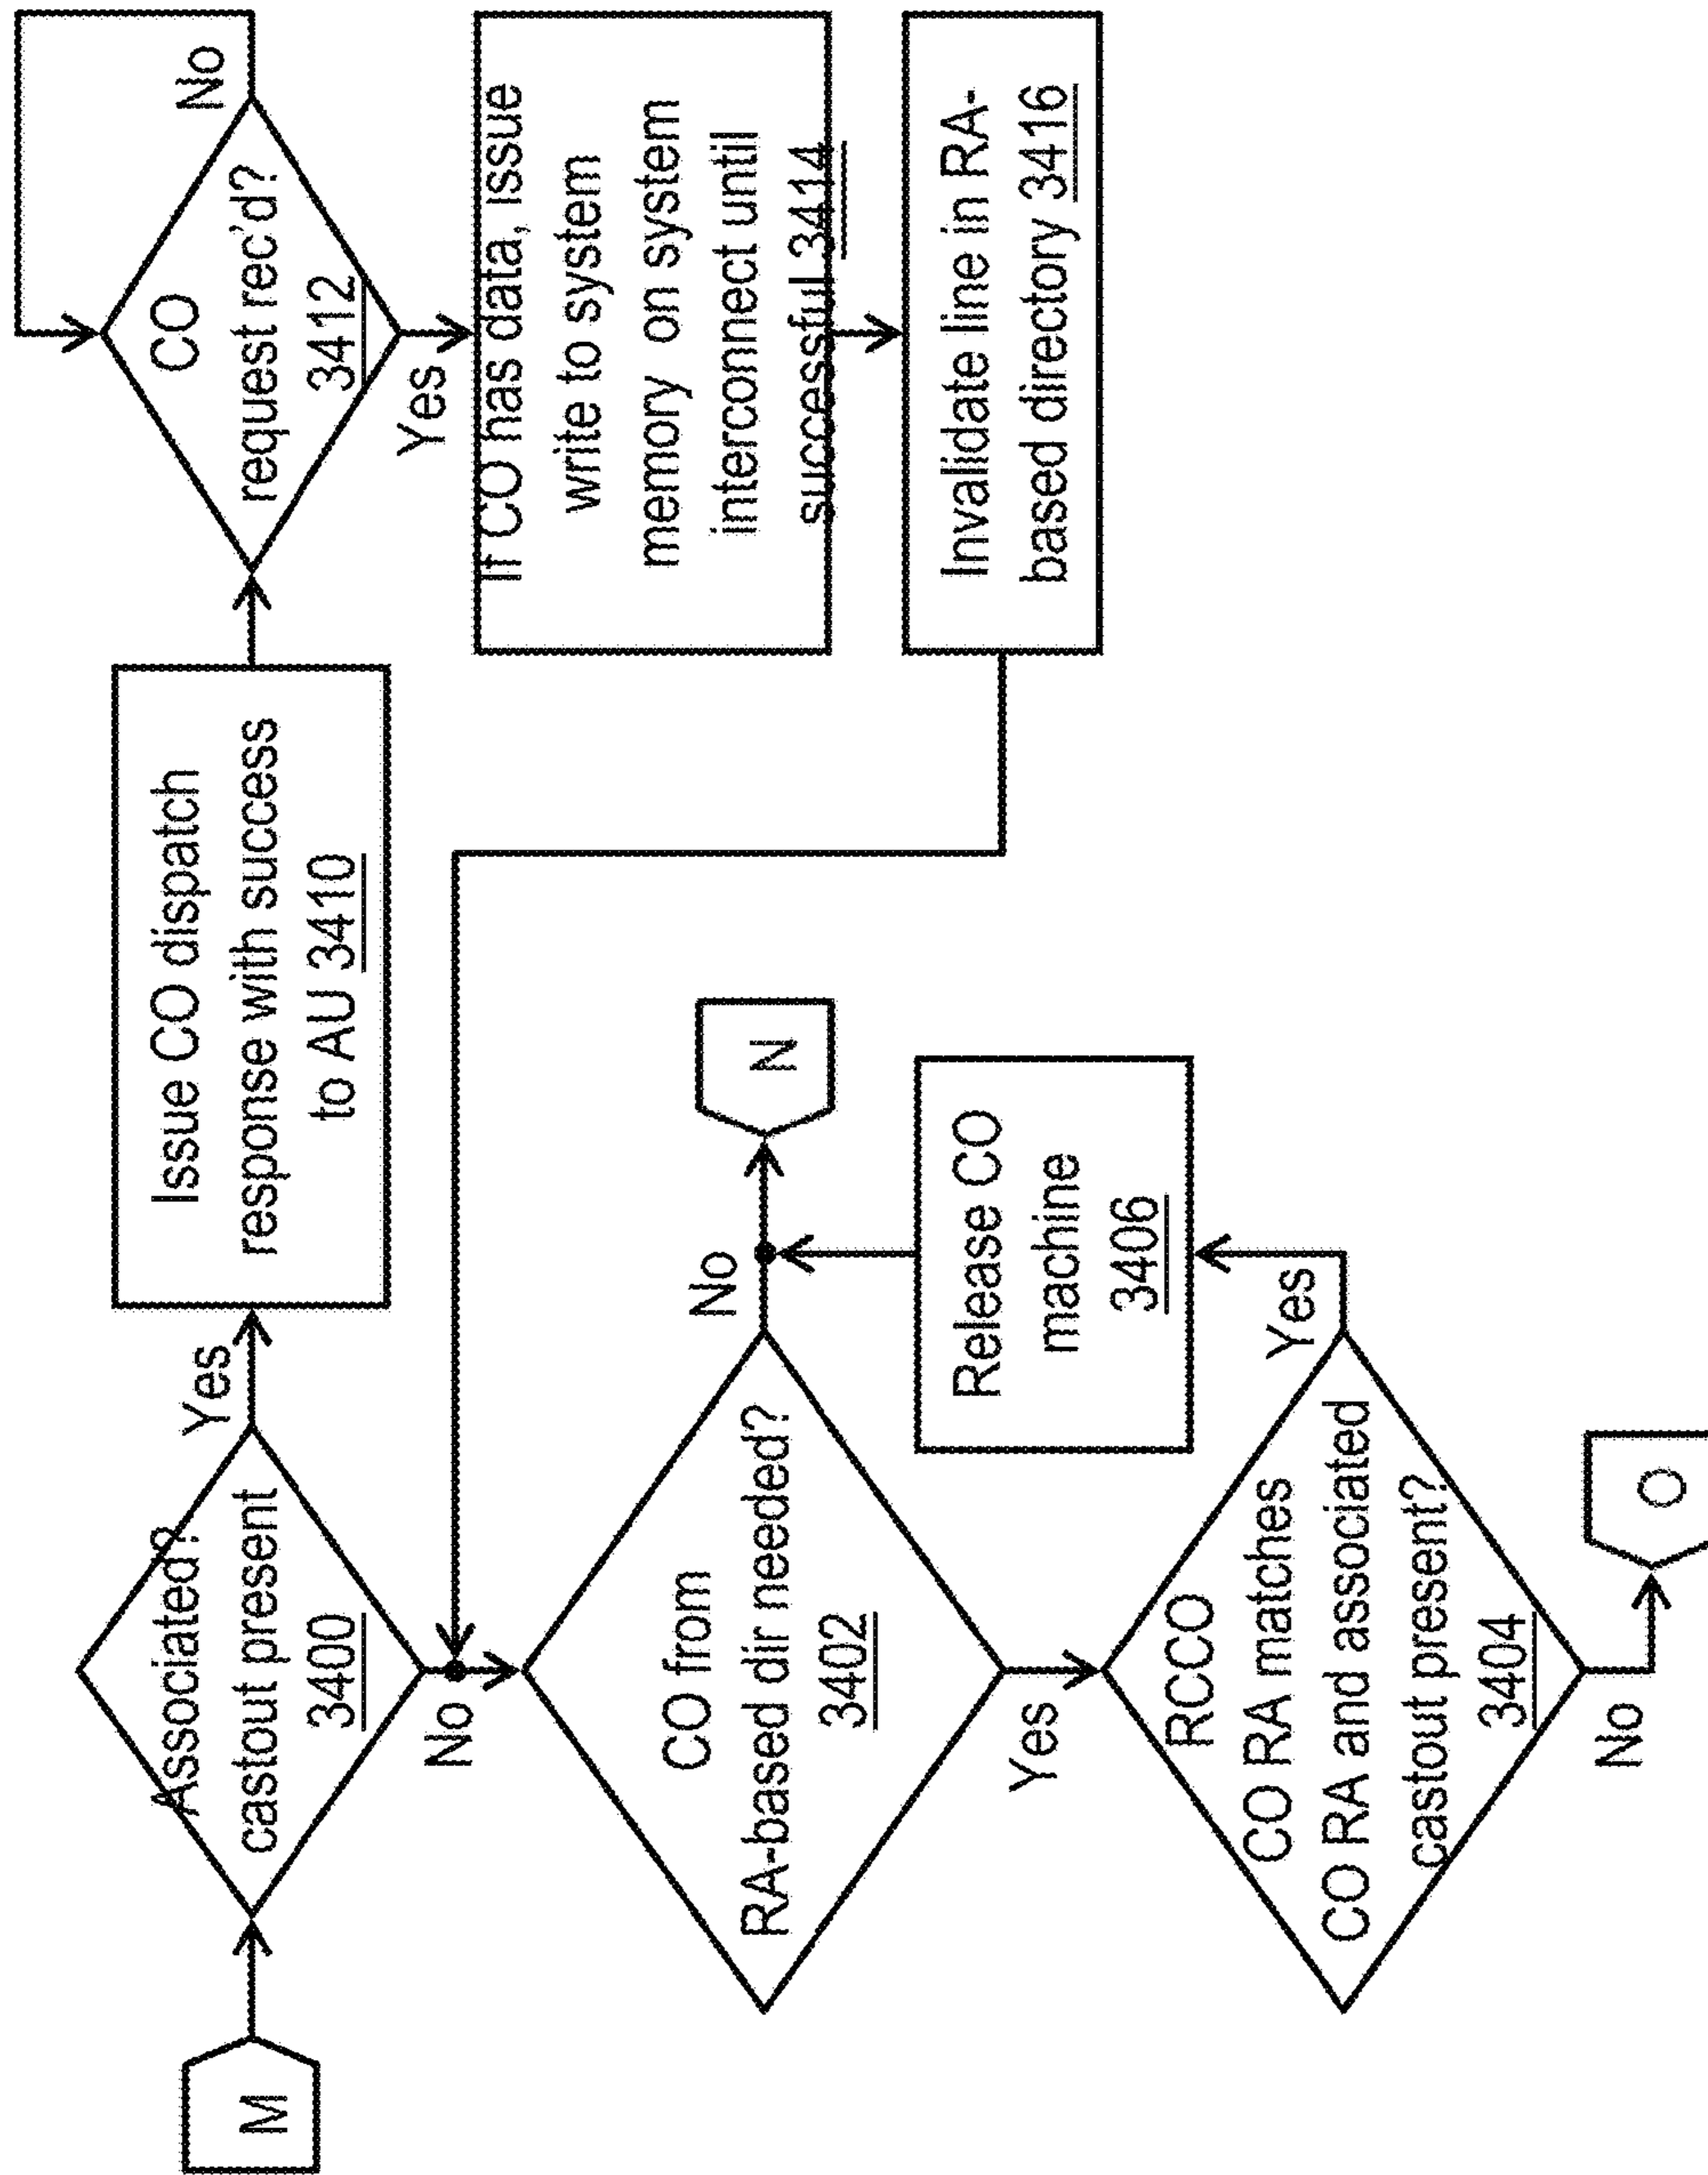 M
Associated?
castout present
3400
Yes
No
Issue CO dispatch
response with success
to AU 3410
CO
request rec'd?
3412
No
Yes
If CO has data, issue
write to system
memory on system
interconnect until
successful 3414
Invalidate line in RA-
based directory 3416
CO from
RA-based dir needed?
3402
No
N
Yes
RCCO
CO RA matches
CO RA and associated
castout present?
3404
Yes
Release CO
machine
3406
No
O